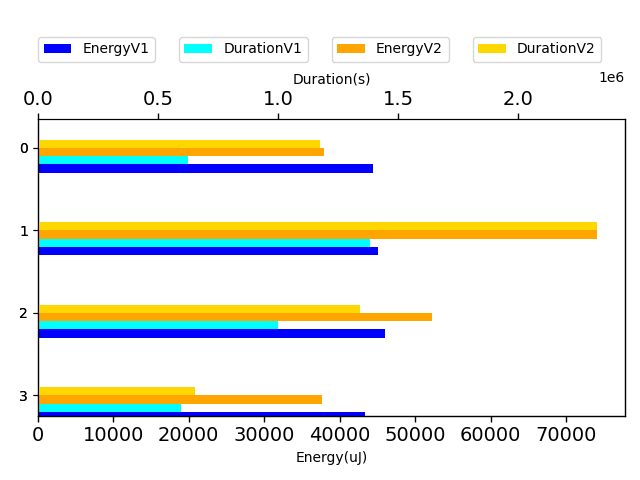 EnergyV1 DurationV1 EnergyV2 DurationV2
Duration(s)
1e6
0.0 0.5 1.0 1.5 2.0
0
1
2
3
0 10000 20000 30000 40000 50000 60000 70000
Energy(uJ)